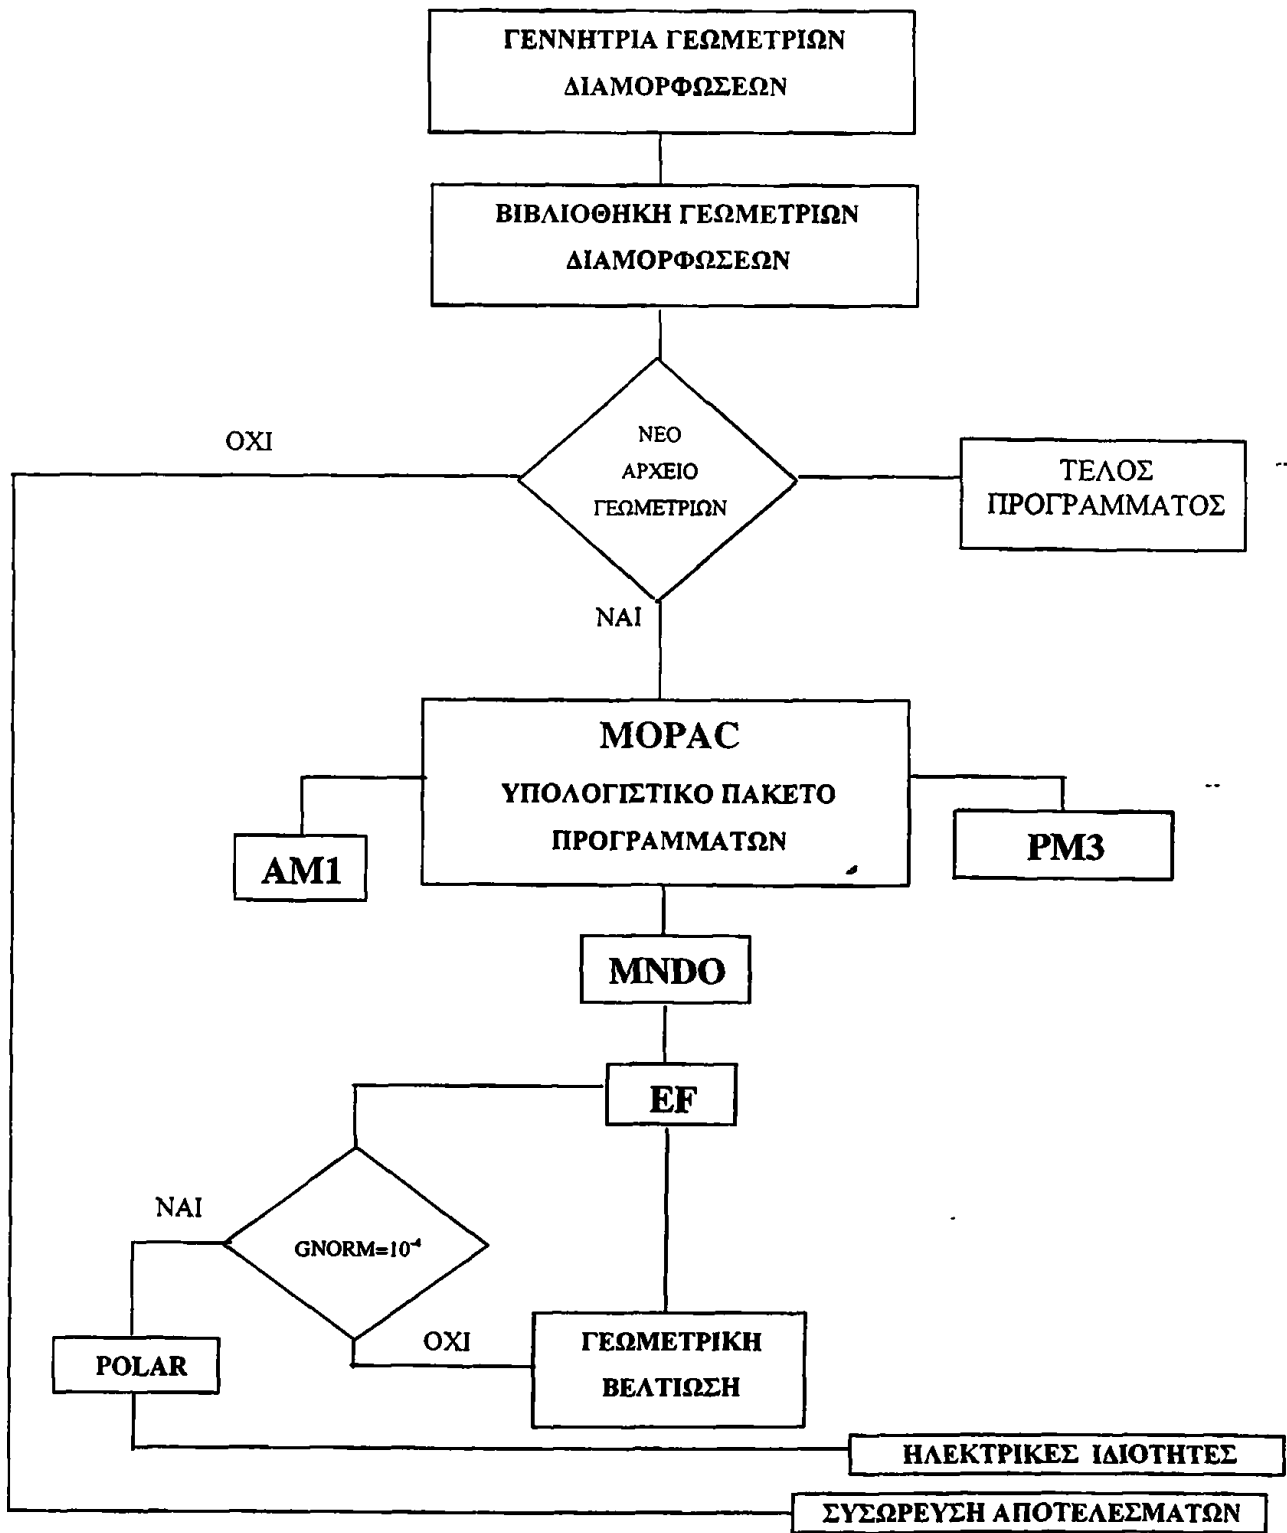 ΓΕΝΝΗΤΡΙΑ ΓΕΩΜΕΤΡΙΩΝ
ΔΙΑΜΟΡΦΩΣΕΩΝ
ΒΙΒΛΙΟΘΗΚΗ ΓΕΩΜΕΤΡΙΩΝ
ΔΙΑΜΟΡΦΩΣΕΩΝ
ΟΧΙ
ΝΕΟ
ΑΡΧΕΙΟ
ΓΕΩΜΕΤΡΙΩΝ
ΤΕΛΟΣ
ΠΡΟΓΡΑΜΜΑΤΟΣ
ΝΑΙ
MOPAC
ΥΠΟΛΟΓΙΣΤΙΚΟ ΠΑΚΕΤΟ
ΠΡΟΓΡΑΜΜΑΤΩΝ
AM1
PM3
MNDO
EF
ΝΑΙ
GNORM=10⁻⁴
ΟΧΙ
ΓΕΩΜΕΤΡΙΚΗ
ΒΕΛΤΙΩΣΗ
POLAR
ΗΛΕΚΤΡΙΚΕΣ ΙΔΙΟΤΗΤΕΣ
ΣΥΣΩΡΕΥΣΗ ΑΠΟΤΕΛΕΣΜΑΤΩΝ